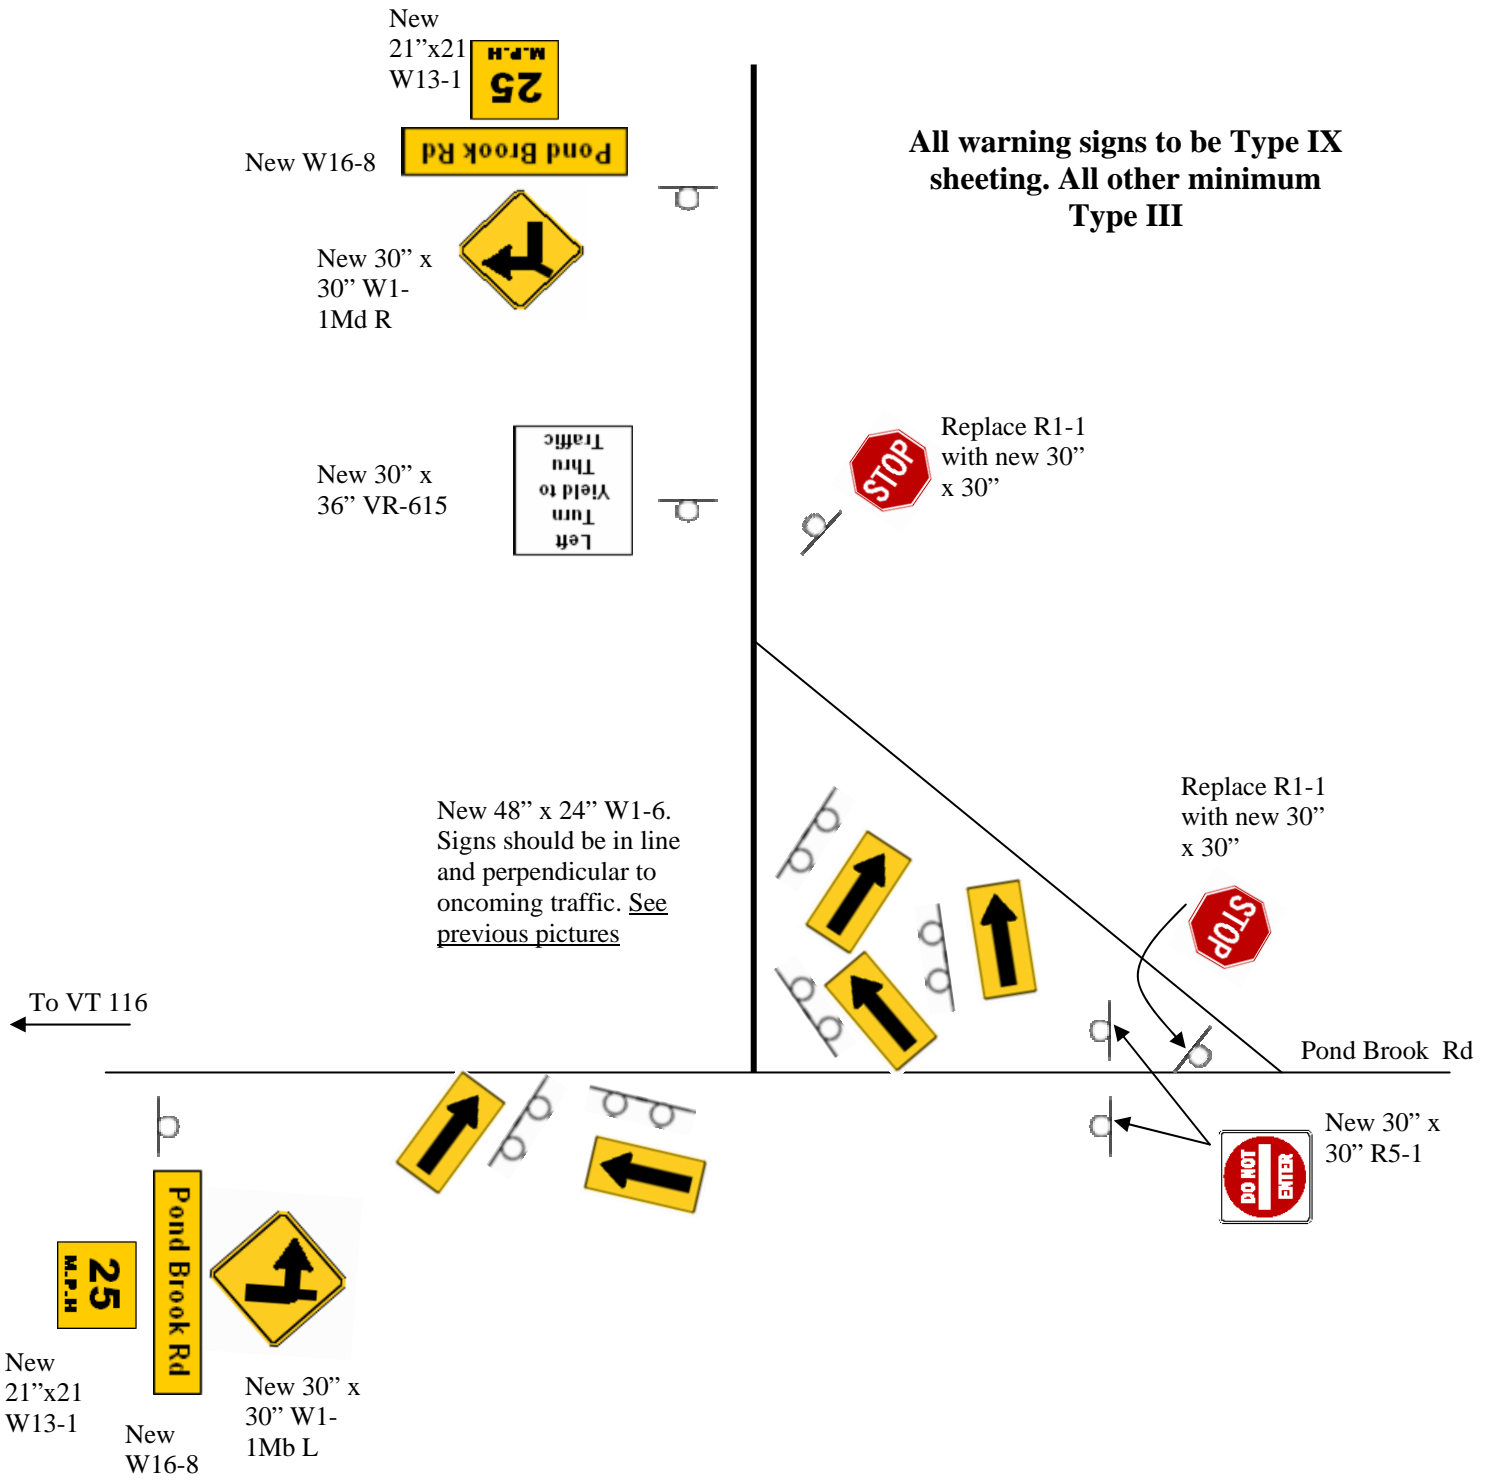 New
21”x21
W13-1
M.P.H
25
New W16-8
Pond Brook Rd
New 30” x
30” W1-
1Md R
All warning signs to be Type IX
sheeting. All other minimum
Type III
New 30” x
36” VR-615
Left
Turn
Yield to
Thru
Traffic
STOP
Replace R1-1
with new 30”
x 30”
New 48” x 24” W1-6.
Signs should be in line
and perpendicular to
oncoming traffic. See
previous pictures
Replace R1-1
with new 30”
x 30”
STOP
To VT 116
Pond Brook Rd
DO NOT
ENTER
New 30” x
30” R5-1
25
M.P.H
Pond Brook Rd
New
21”x21
W13-1
New
W16-8
New 30” x
30” W1-
1Mb L